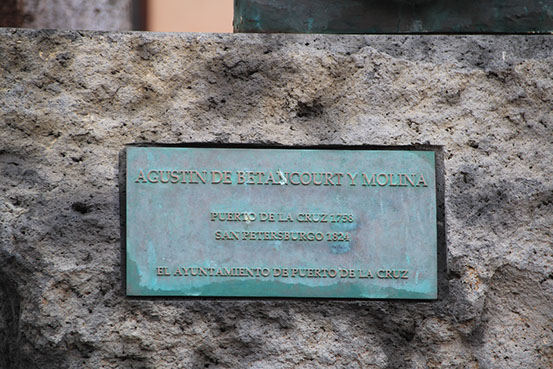 AGUSTIN DE BETANCOURT Y MOLINA
PUERTO DE LA CRUZ 1758
SAN PETERSBURGO 1824
EL AYUNTAMIENTO DE PUERTO DE LA CRUZ